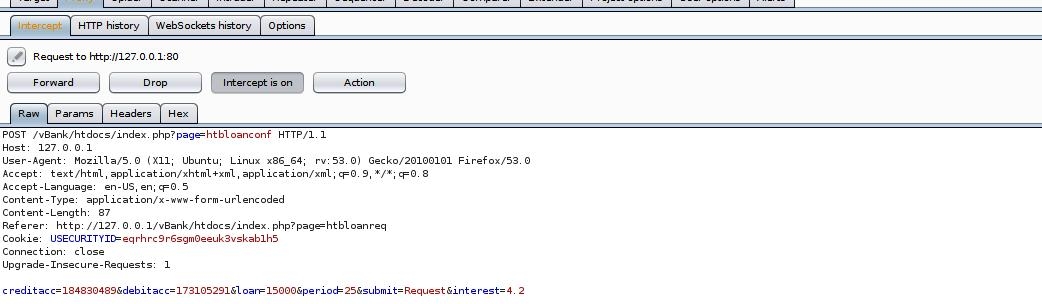 Intercept HTTP history WebSockets history Options
Request to http://127.0.0.1:80
Forward Drop Intercept is on Action
Raw Params Headers Hex
POST /vBank/htdocs/index.php?page=htbloanconf HTTP/1.1
Host: 127.0.0.1
User-Agent: Mozilla/5.0 (X11; Ubuntu; Linux x86_64; rv:53.0) Gecko/20100101 Firefox/53.0
Accept: text/html,application/xhtml+xml,application/xml;q=0.9,*/*;q=0.8
Accept-Language: en-US,en;q=0.5
Content-Type: application/x-www-form-urlencoded
Content-Length: 87
Referer: http://127.0.0.1/vBank/htdocs/index.php?page=htbloanreq
Cookie: USECURITYID=eqrhrc9r6sgm0eeuk3vskab1h5
Connection: close
Upgrade-Insecure-Requests: 1
creditacc=184830489&debitacc=173105291&loan=15000&period=25&submit=Request&interest=4.2